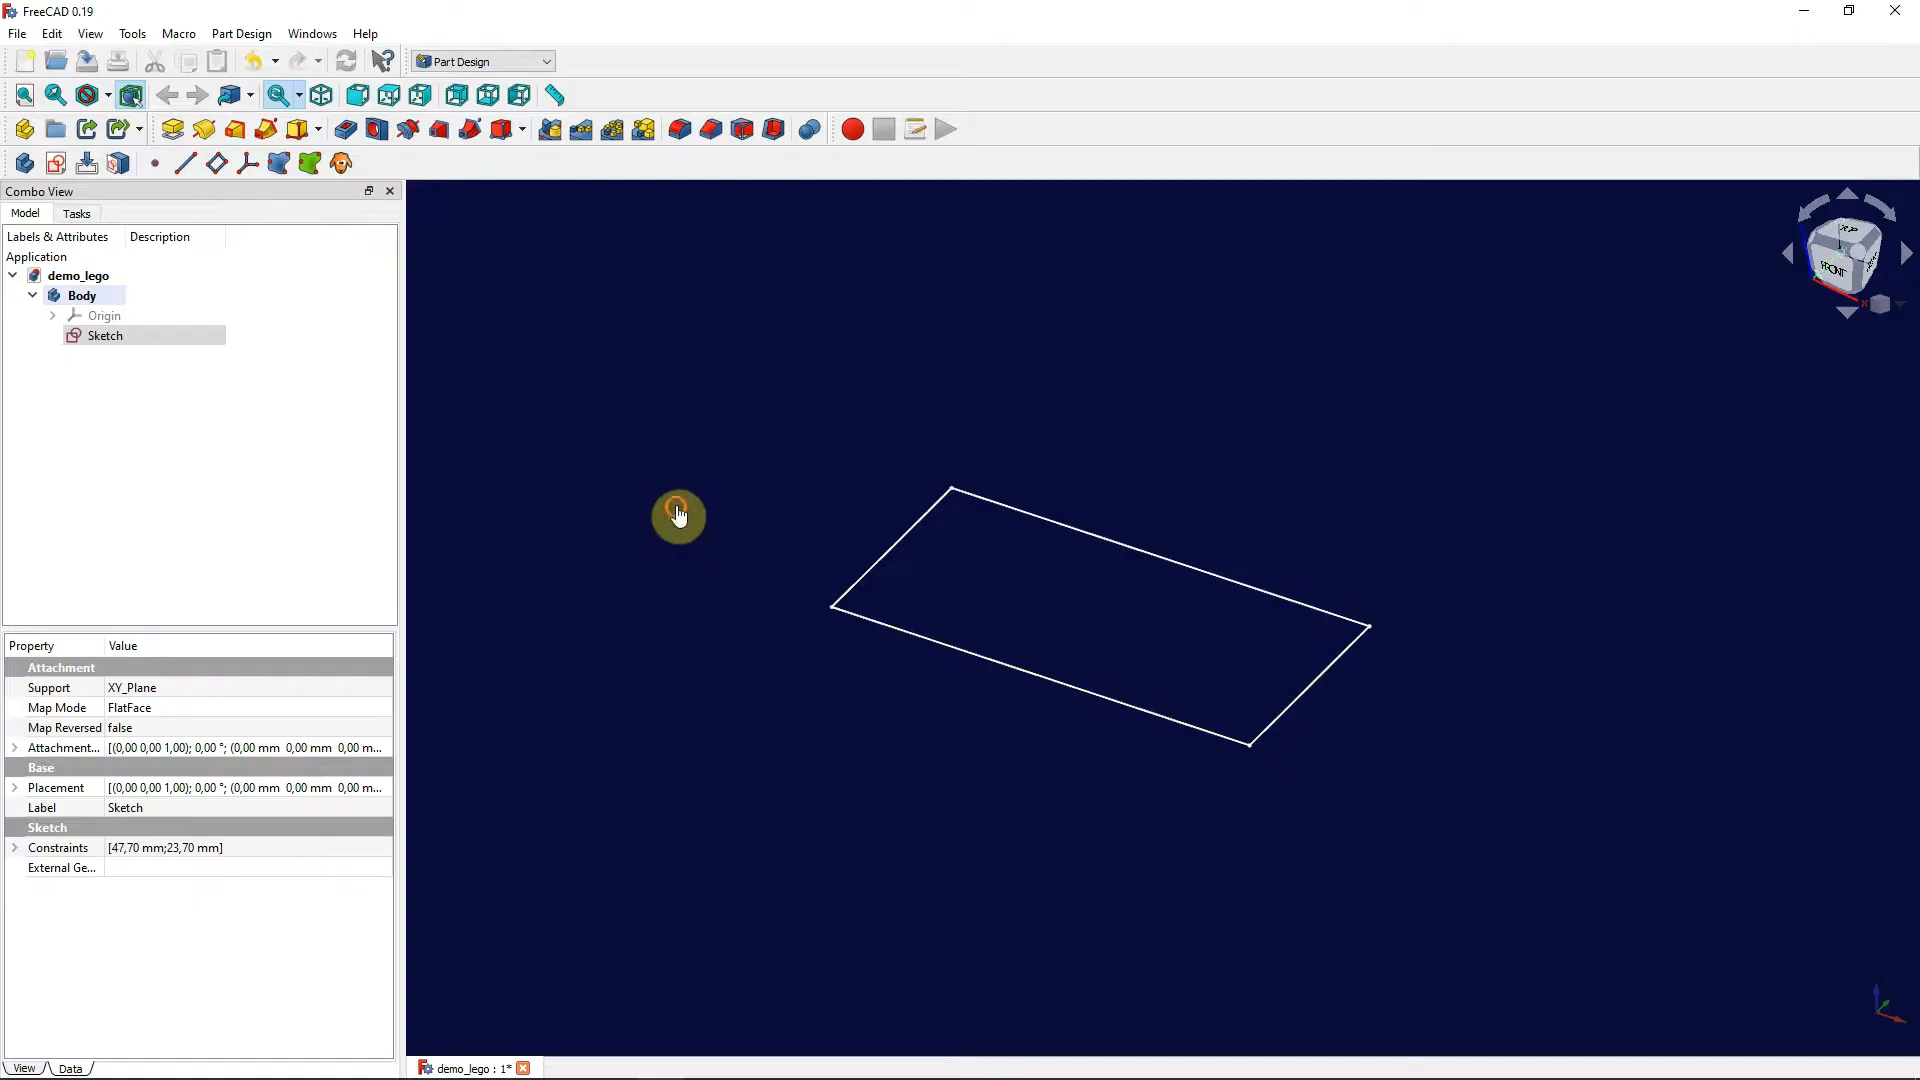 FreeCAD 0.19
File Edit View Tools Macro Part Design Windows Help
Part Design
Combo View
Model Tasks
Labels & Attributes Description
Application
demo_lego
Body
Origin
Sketch
TOP
FRONT
X
Property Value
Attachment
Support XY_Plane
Map Mode FlatFace
Map Reversed false
Attachment... [(0,00 0,00 1,00); 0,00 °; (0,00 mm 0,00 mm 0,00 m...
Base
Placement [(0,00 0,00 1,00); 0,00 °; (0,00 mm 0,00 mm 0,00 m...
Label Sketch
Sketch
Constraints [47,70 mm;23,70 mm]
External Ge...
View Data
demo_lego : 1*